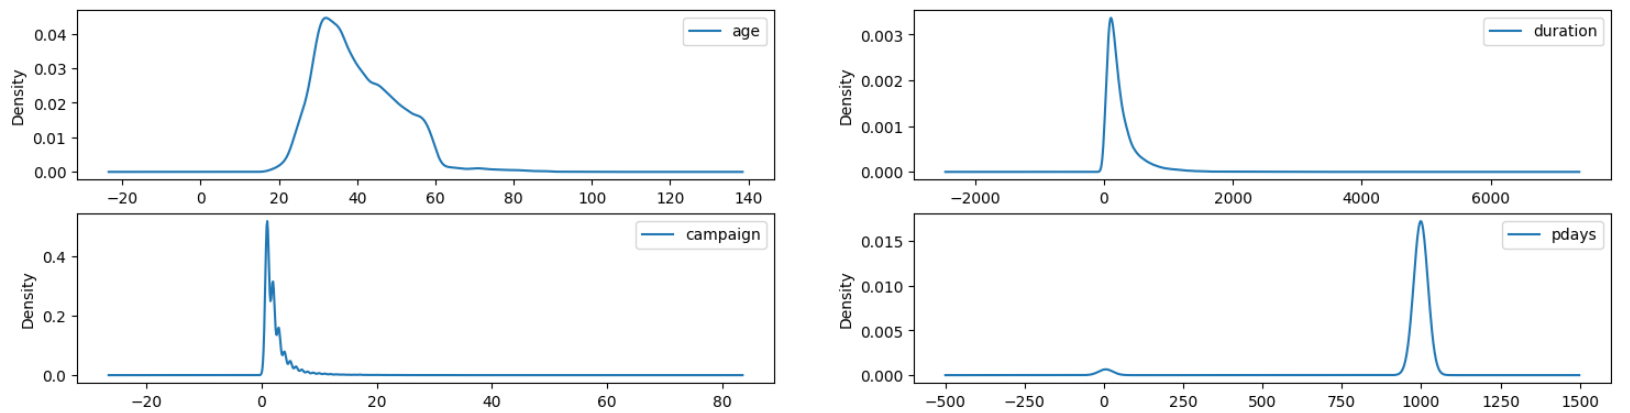 age
0.04
0.03
0.02
0.01
0.00
Density
−20 0 20 40 60 80 100 120 140
duration
0.003
0.002
0.001
0.000
Density
−2000 0 2000 4000 6000
campaign
0.4
0.2
0.0
Density
−20 0 20 40 60 80
pdays
0.015
0.010
0.005
0.000
Density
−500 −250 0 250 500 750 1000 1250 1500